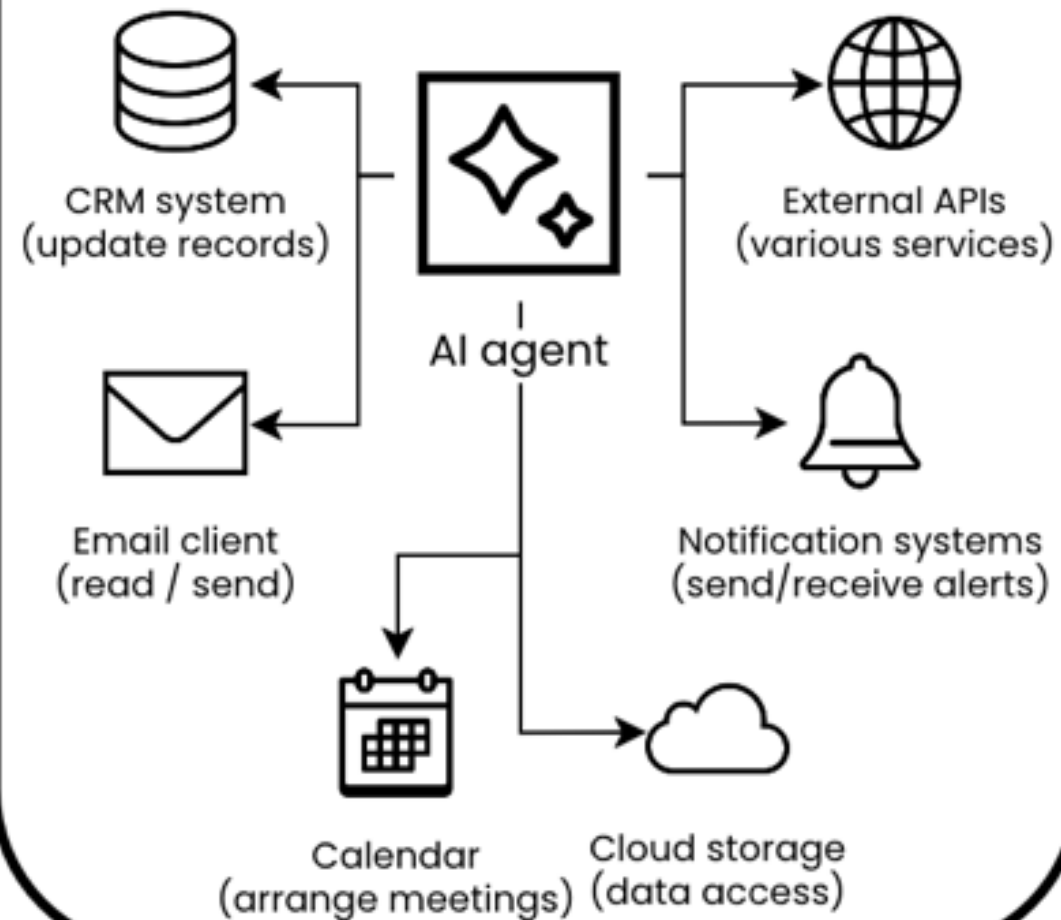 CRM system
(update records)
External APIs
(various services)
AI agent
Email client
(read / send)
Notification systems
(send/receive alerts)
Calendar
(arrange meetings)
Cloud storage
(data access)